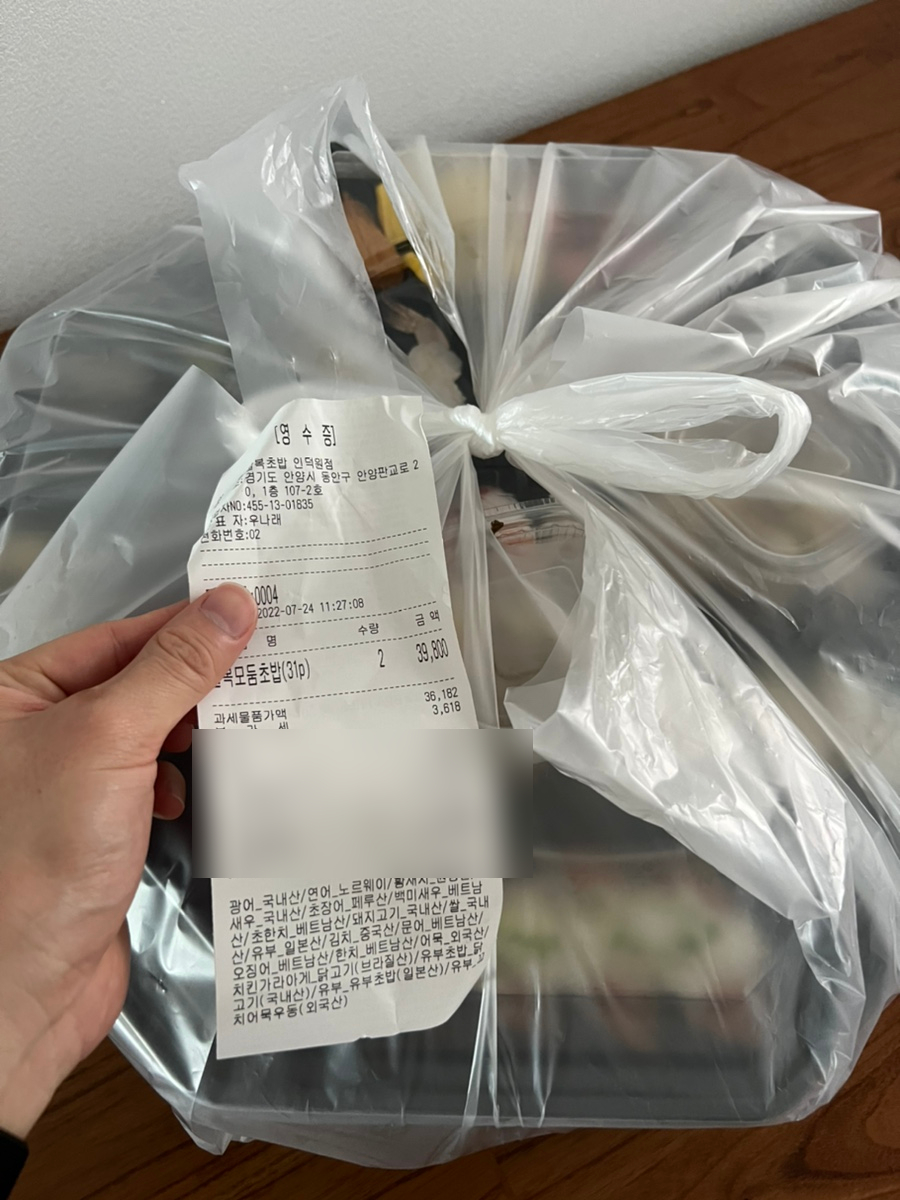 [영 수 증]
초밥 인덕원점
:경기도 안양시 동안구 안양판교로 2
0, 1층 107-2호
자NO:455-13-01835
표 자:우나래
전화번호:02
:0004
2022-07-24 11:27:08
명 수량 금 액
모둠초밥(31p) 2 39,800
과세물품가액 36,182
3,618
광어_국내산/연어_노르웨이/황새치_
새우_국내산/초장어_페루산/백미새우_베트남
산/초한치_베트남산/돼지고기_국내산/쌀_국내
산/유부_일본산/김치_중국산/문어_베트남산/
오징어_베트남산/한치_베트남산/어묵_외국산/
치킨가라아게_닭고기(브라질산)/유부초밥_닭
고기(국내산)/유부_유부초밥(일본산)/유부_
치어묵우동(외국산)